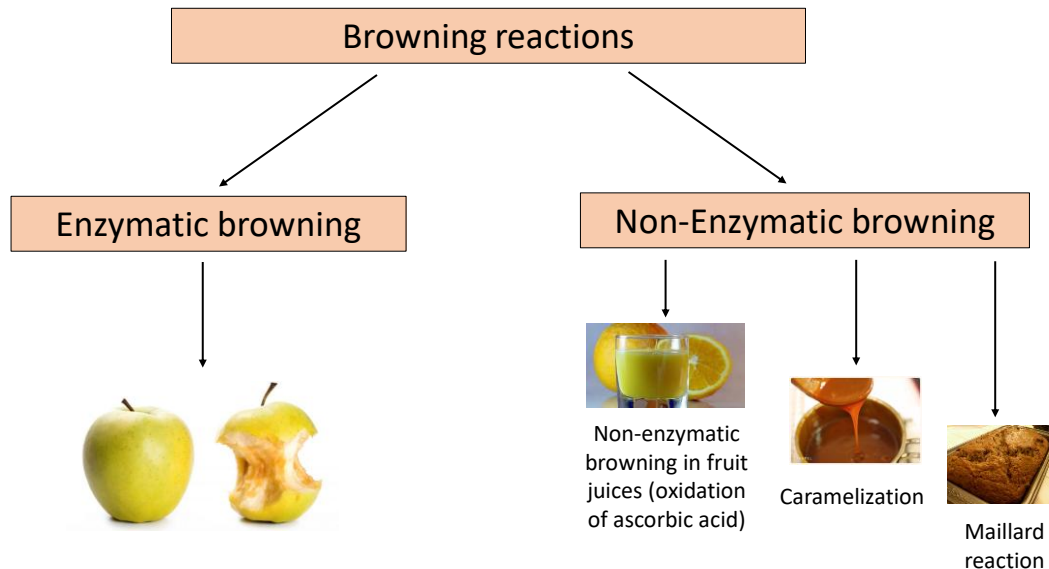 Browning reactions
Enzymatic browning
Non-Enzymatic browning
Non-enzymatic
browning in fruit
juices (oxidation
of ascorbic acid)
Caramelization
Maillard
reaction